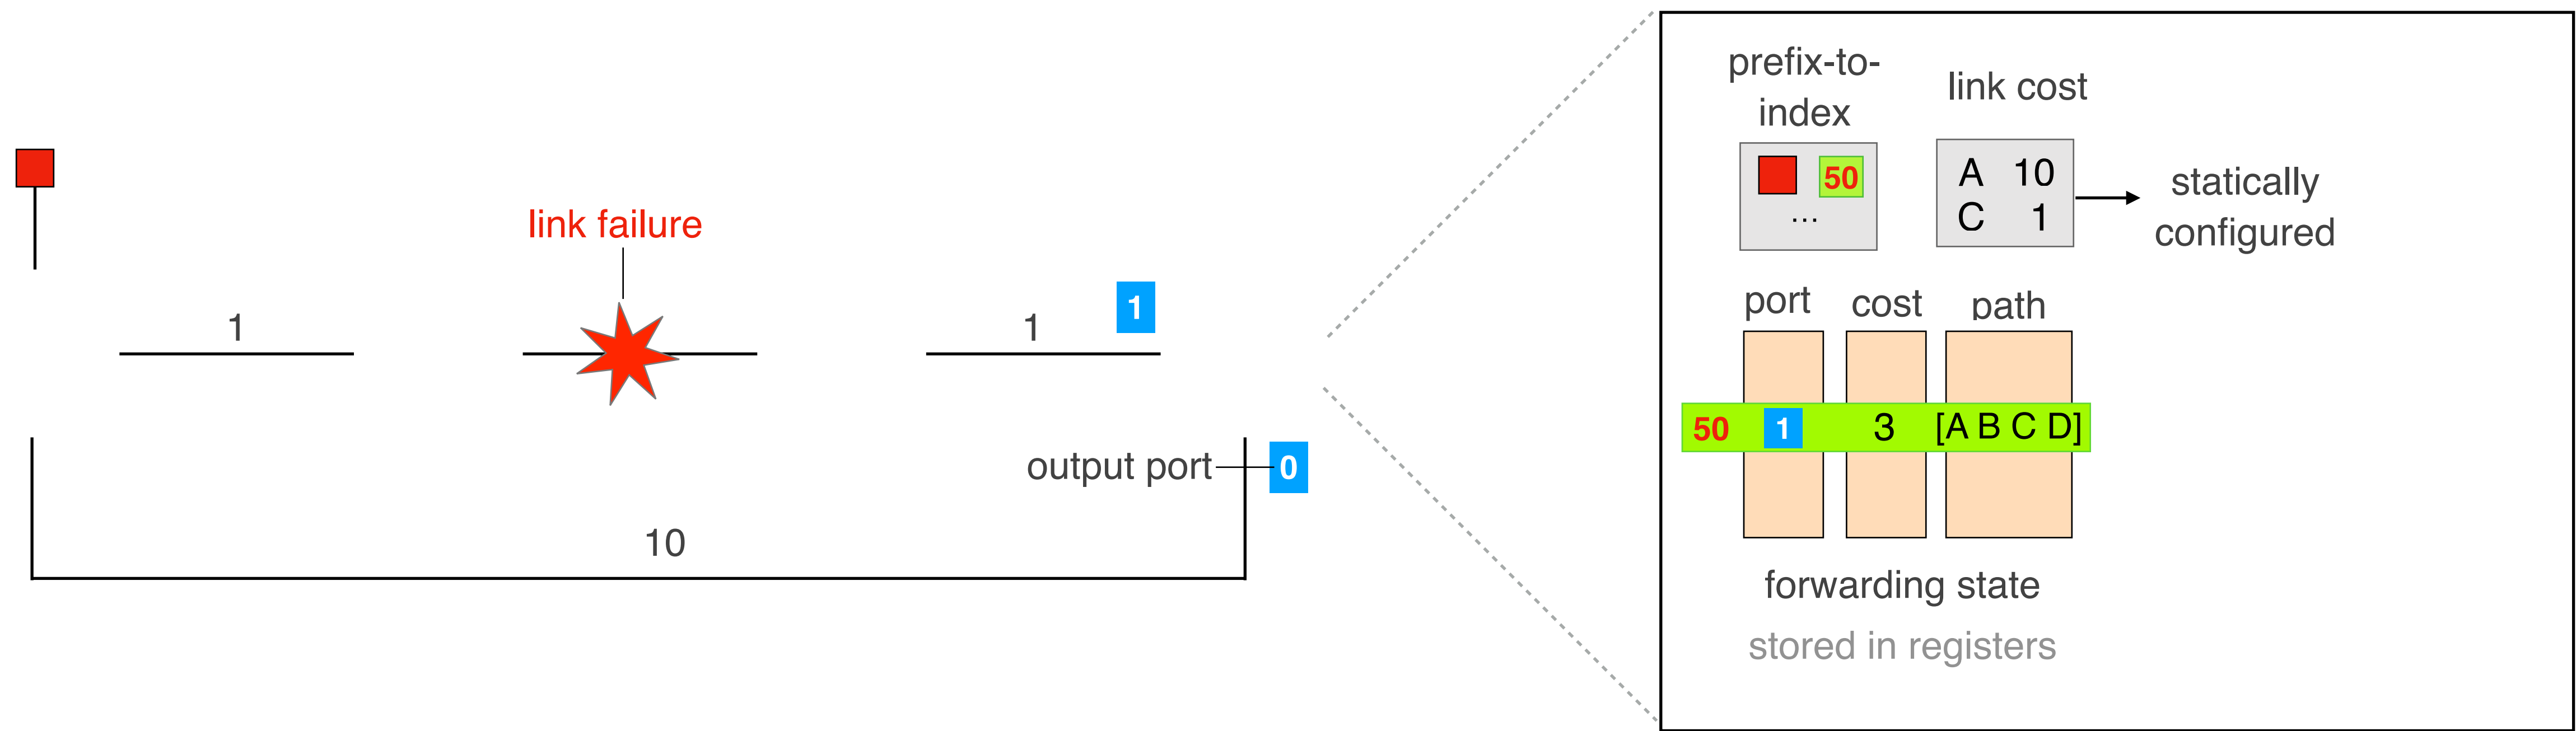 link failure
1
1
1
output port
0
10
prefix-to-
index
50
...
link cost
A 10
C 1
statically
configured
port cost path
50 1 3 [A B C D]
forwarding state
stored in registers